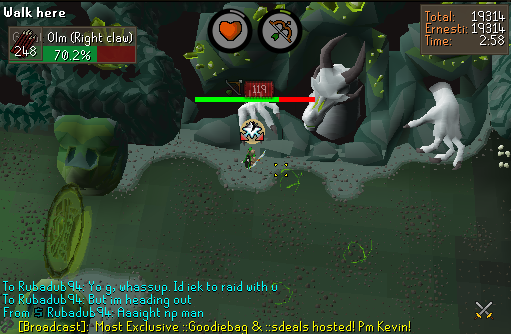 Walk here
Olm (Right claw)
248
70.2%
Total: 19314
Ernesti: 19314
Time: 2:58
119
To Rubadub94: Yo g, whassup. Id lek to raid with u
To Rubadub94: But im heading out
From Rubadub94: Aaaight np man
[Broadcast]: Most Exclusive ::Goodiebag & ::sdeals hosted! Pm Kevin!